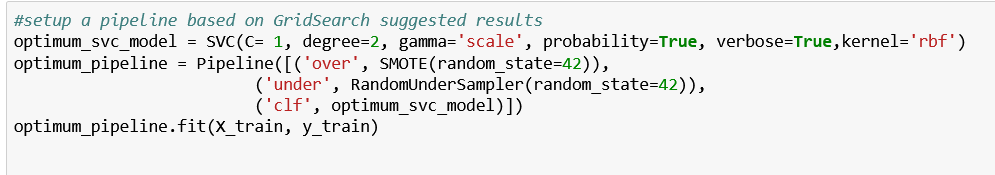 #setup a pipeline based on GridSearch suggested results
optimum_svc_model = SVC(C= 1, degree=2, gamma='scale', probability=True, verbose=True,kernel='rbf')
optimum_pipeline = Pipeline([('over', SMOTE(random_state=42)),
                             ('under', RandomUnderSampler(random_state=42)),
                             ('clf', optimum_svc_model)])
optimum_pipeline.fit(X_train, y_train)